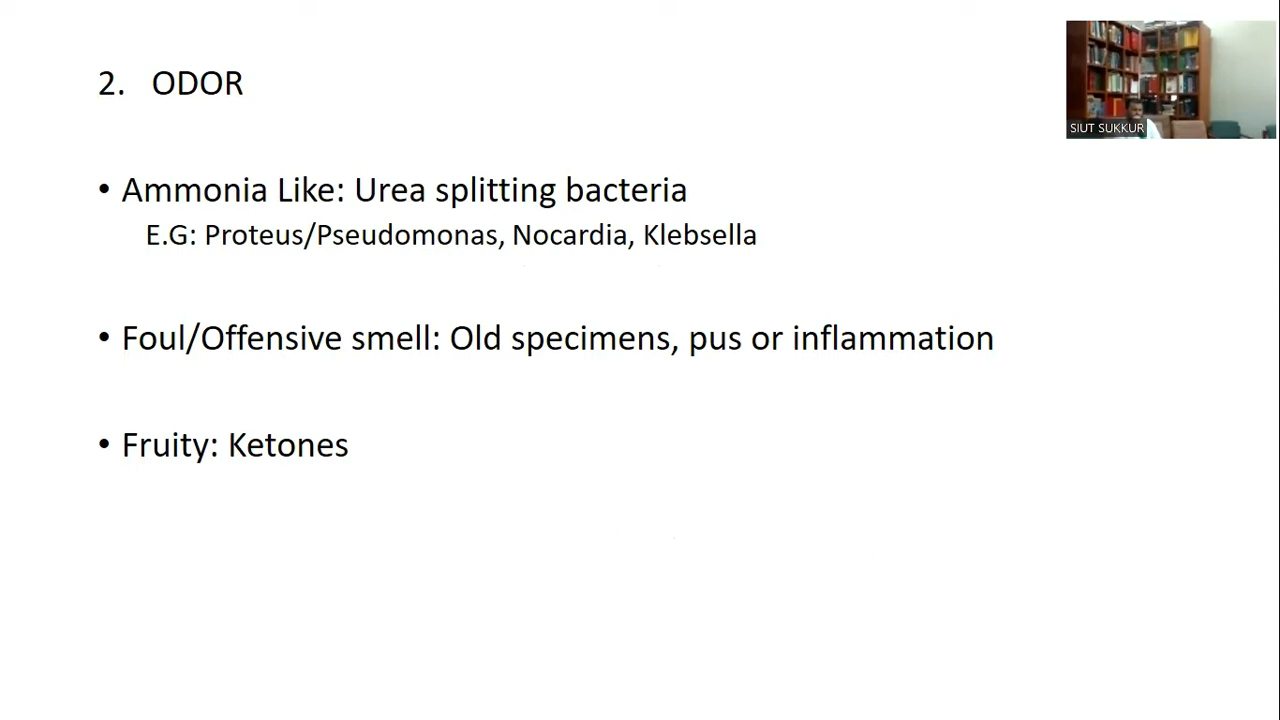 2. ODOR
SIUT SUKKUR
• Ammonia Like: Urea splitting bacteria
E.G: Proteus/Pseudomonas, Nocardia, Klebsella
• Foul/Offensive smell: Old specimens, pus or inflammation
• Fruity: Ketones